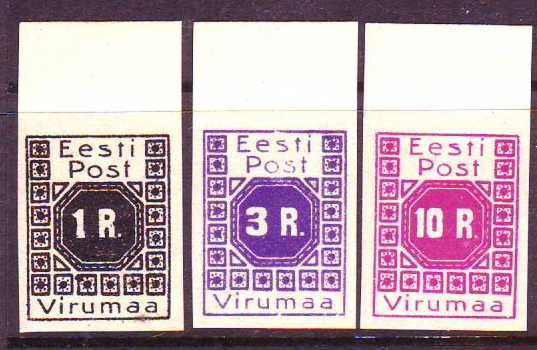 Eesti
Post
1 R.
Virumaa
Eesti
Post
3 R.
Virumaa
Eesti
Post
10 R.
Virumaa